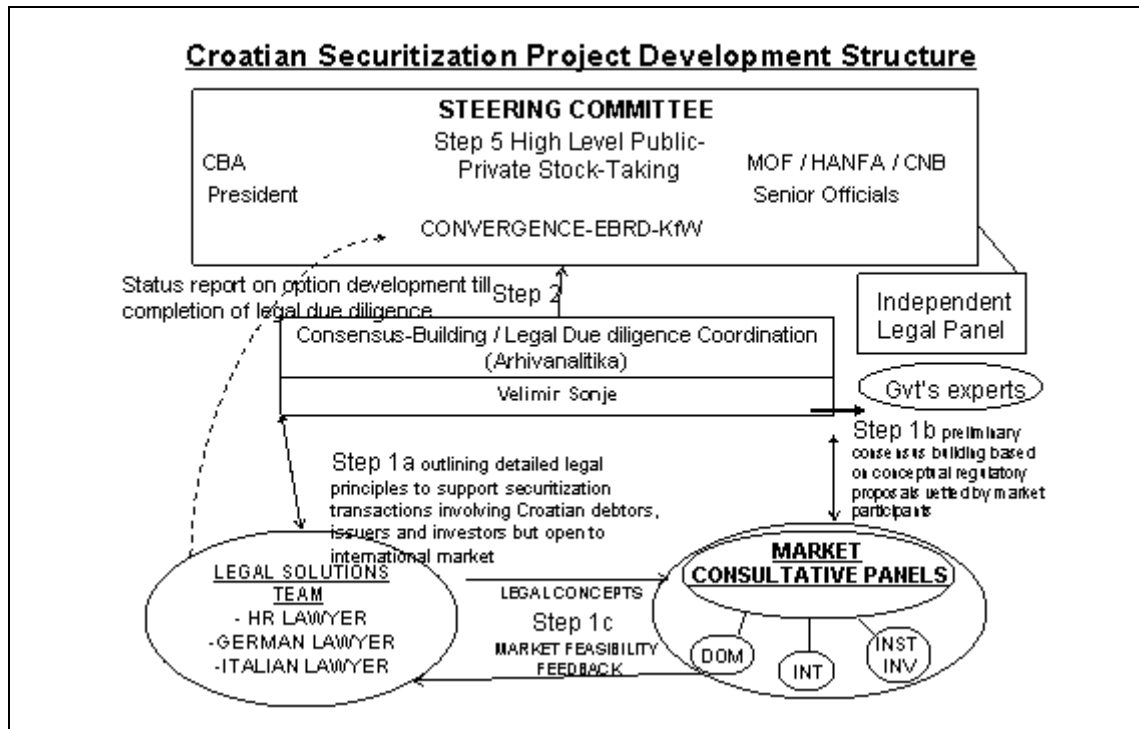 Croatian Securitization Project Development Structure
STEERING COMMITTEE
Step 5 High Level Public-
Private Stock-Taking
CBA
President
MOF / HANFA / CNB
Senior Officials
CONVERGENCE-EBRD-KfW
Status report on option development till
completion of legal due diligence
Step 2
Independent
Legal Panel
Consensus-Building / Legal Due diligence Coordination
(Arhivanalitika)
Velimir Sonje
Gvt's experts
Step 1a outlining detailed legal
principles to support securitization
transactions involving Croatian debtors,
issuers and investors but open to
international market
Step 1b preliminary
consensus building based
on conceptual regulatory
proposals vetted by market
participants
LEGAL SOLUTIONS
TEAM
- HR LAWYER
-GERMAN LAWYER
-ITALIAN LAWYER
LEGAL CONCEPTS
Step 1c
MARKET FEASIBILITY
FEEDBACK
MARKET
CONSULTATIVE PANELS
DOM
INT
INST
INV